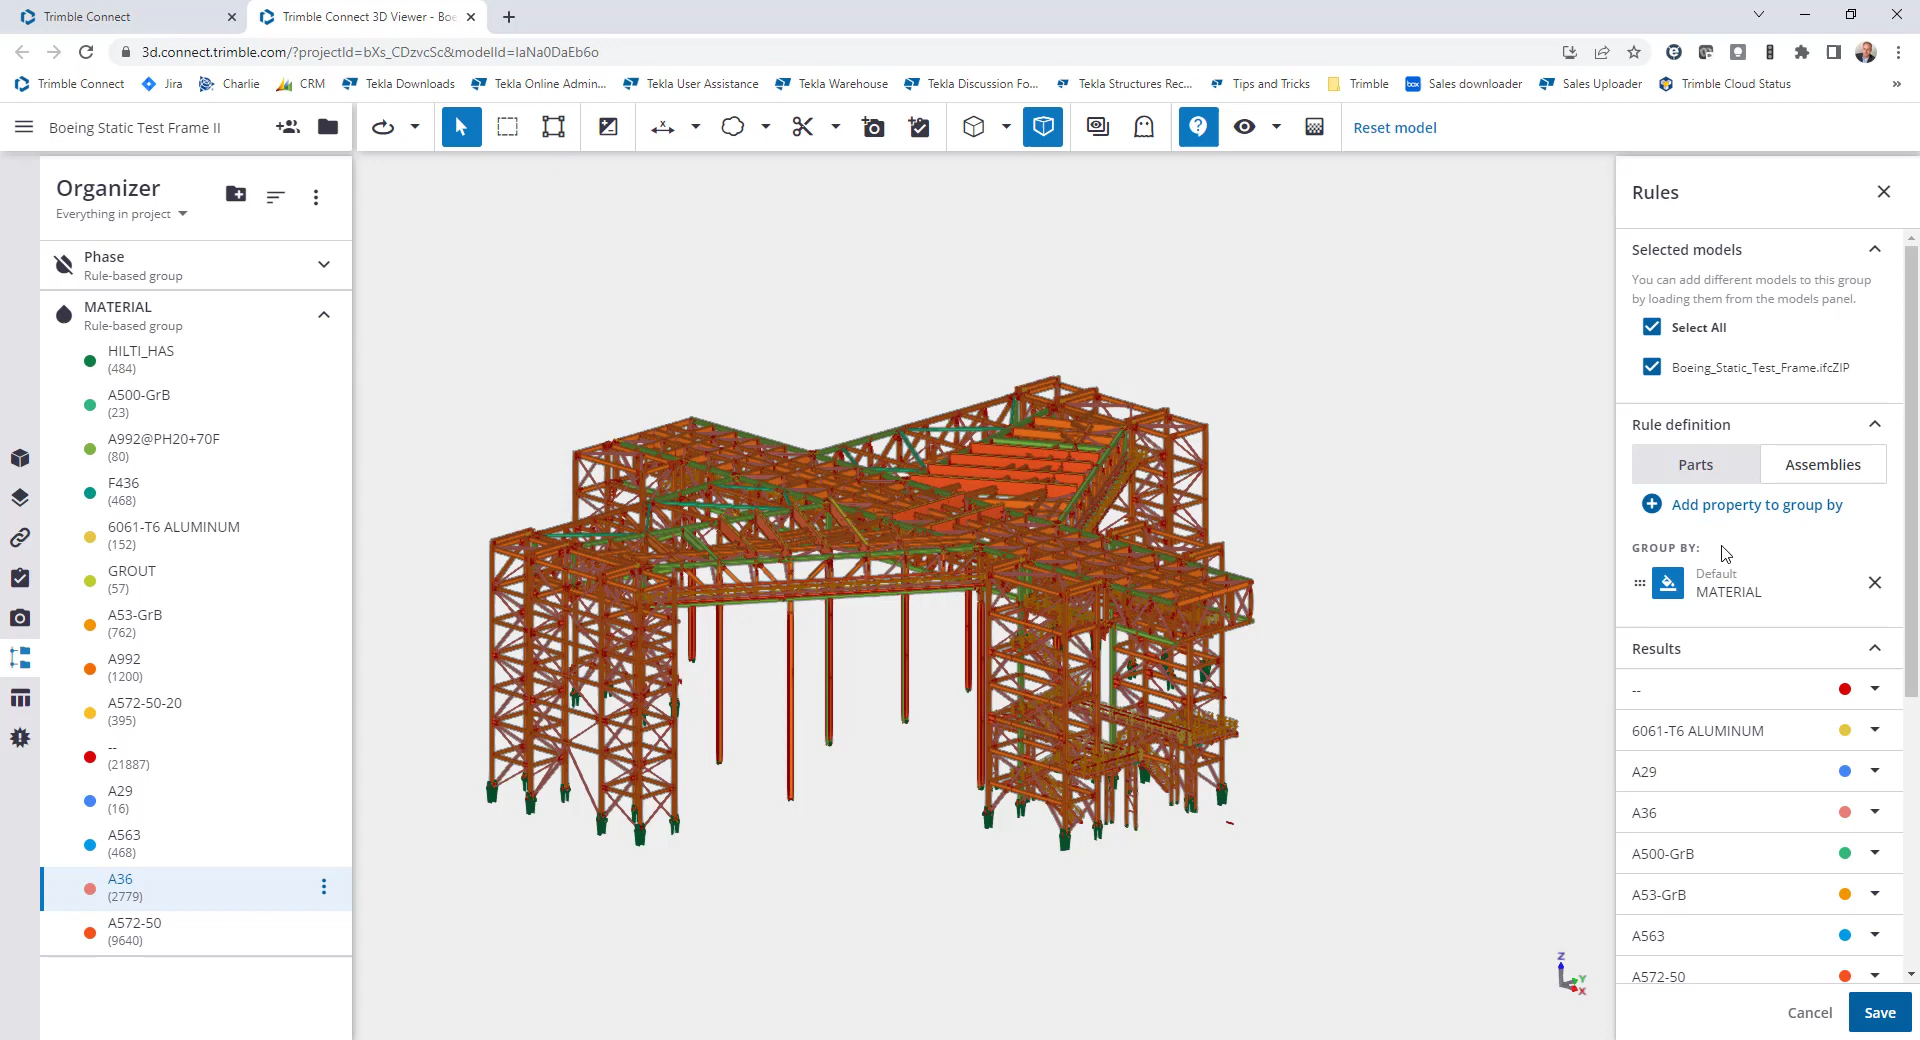 Trimble Connect
Trimble Connect 3D Viewer - Boe
3d.connect.trimble.com/?projectId=bXs_CDzvcSc&modelId=IaNa0DaEb6o
Trimble Connect
Jira
Charlie
CRM
Tekla Downloads
Tekla Online Admin...
Tekla User Assistance
Tekla Warehouse
Tekla Discussion Fo...
Tekla Structures Rec...
Tips and Tricks
Trimble
box
Sales downloader
Sales Uploader
Trimble Cloud Status
»
Boeing Static Test Frame II
Reset model
Organizer
Everything in project
Phase
Rule-based group
MATERIAL
Rule-based group
HILTI_HAS
(484)
A500-GrB
(23)
A992@PH20+70F
(80)
F436
(468)
6061-T6 ALUMINUM
(152)
GROUT
(57)
A53-GrB
(762)
A992
(1200)
A572-50-20
(395)
--
(21887)
A29
(16)
A563
(468)
A36
(2779)
A572-50
(9640)
Z
Y
X
Rules
Selected models
You can add different models to this group
by loading them from the models panel.
Select All
Boeing_Static_Test_Frame.ifcZIP
Rule definition
Parts
Assemblies
Add property to group by
GROUP BY:
Default
MATERIAL
Results
--
6061-T6 ALUMINUM
A29
A36
A500-GrB
A53-GrB
A563
A572-50
Cancel
Save